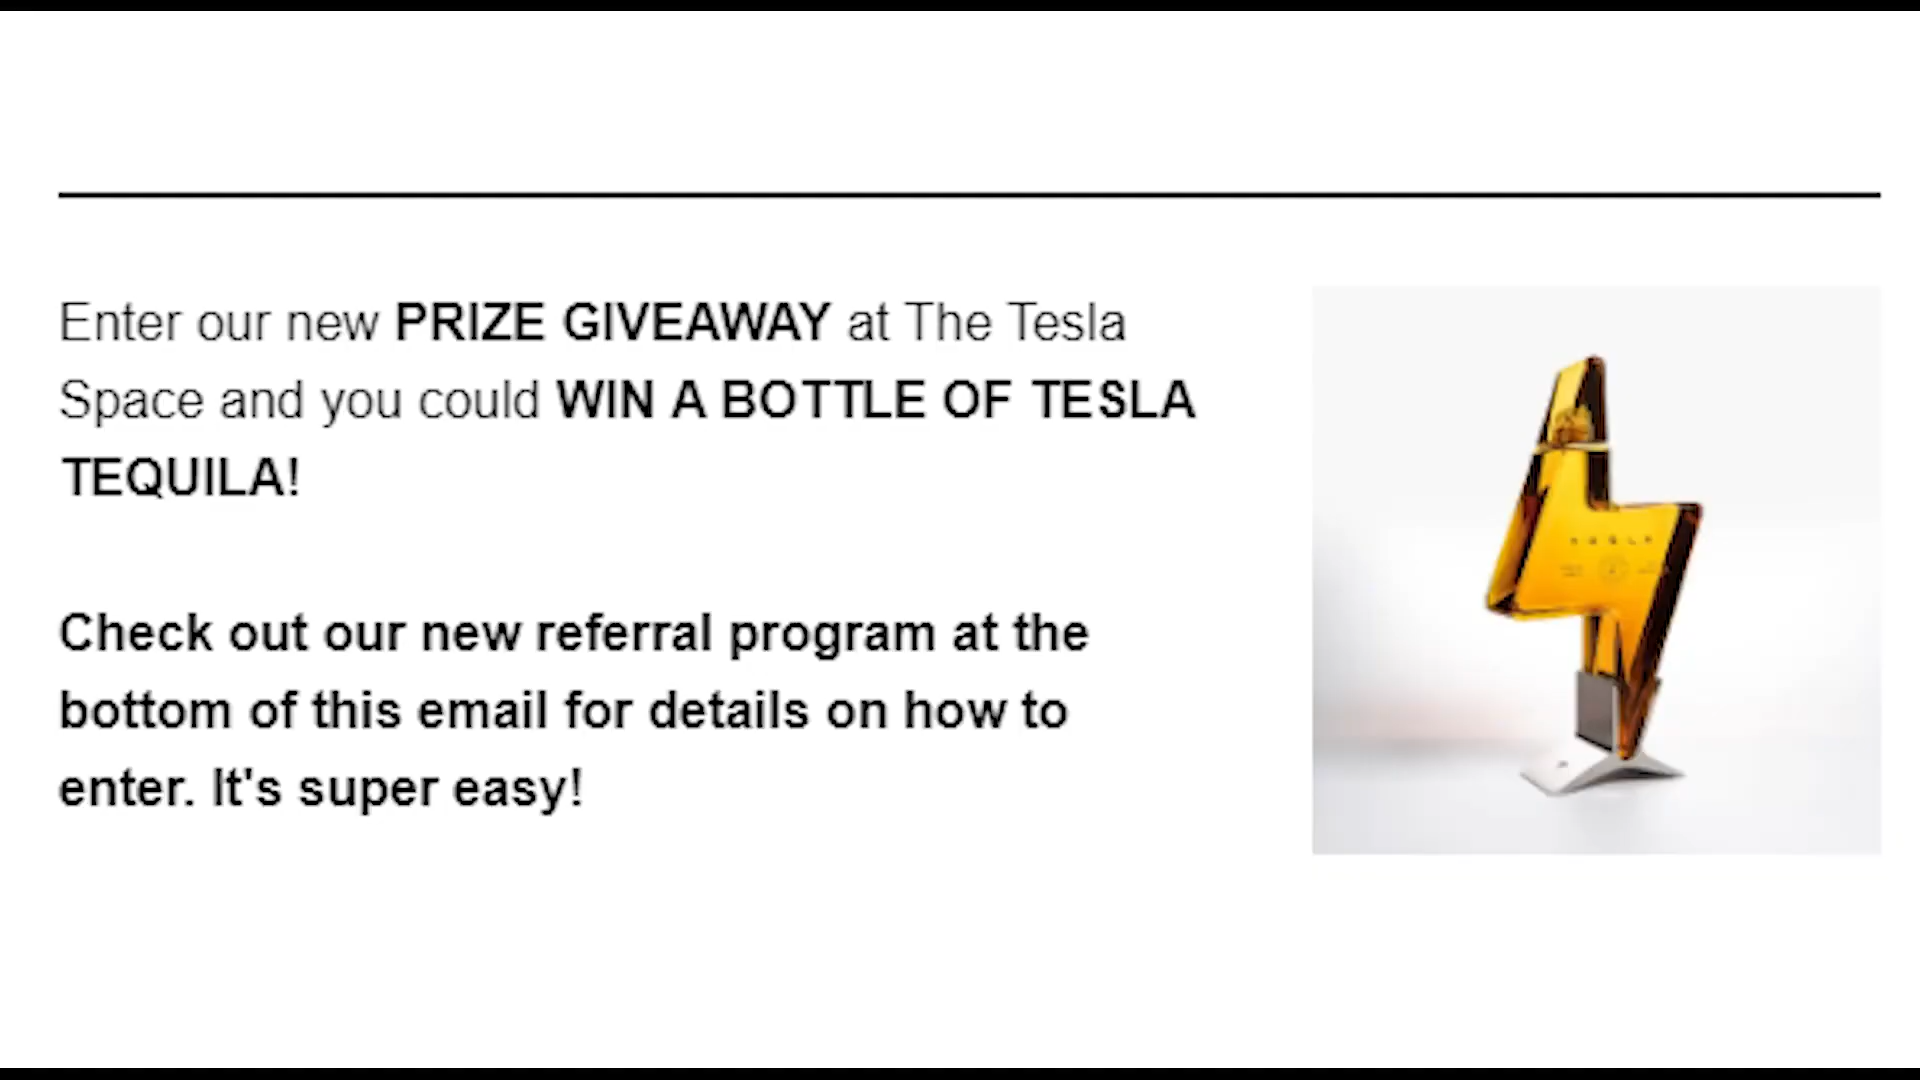 Enter our new PRIZE GIVEAWAY at The Tesla
Space and you could WIN A BOTTLE OF TESLA
TEQUILA!
Check out our new referral program at the
bottom of this email for details on how to
enter. It's super easy!
TESLA